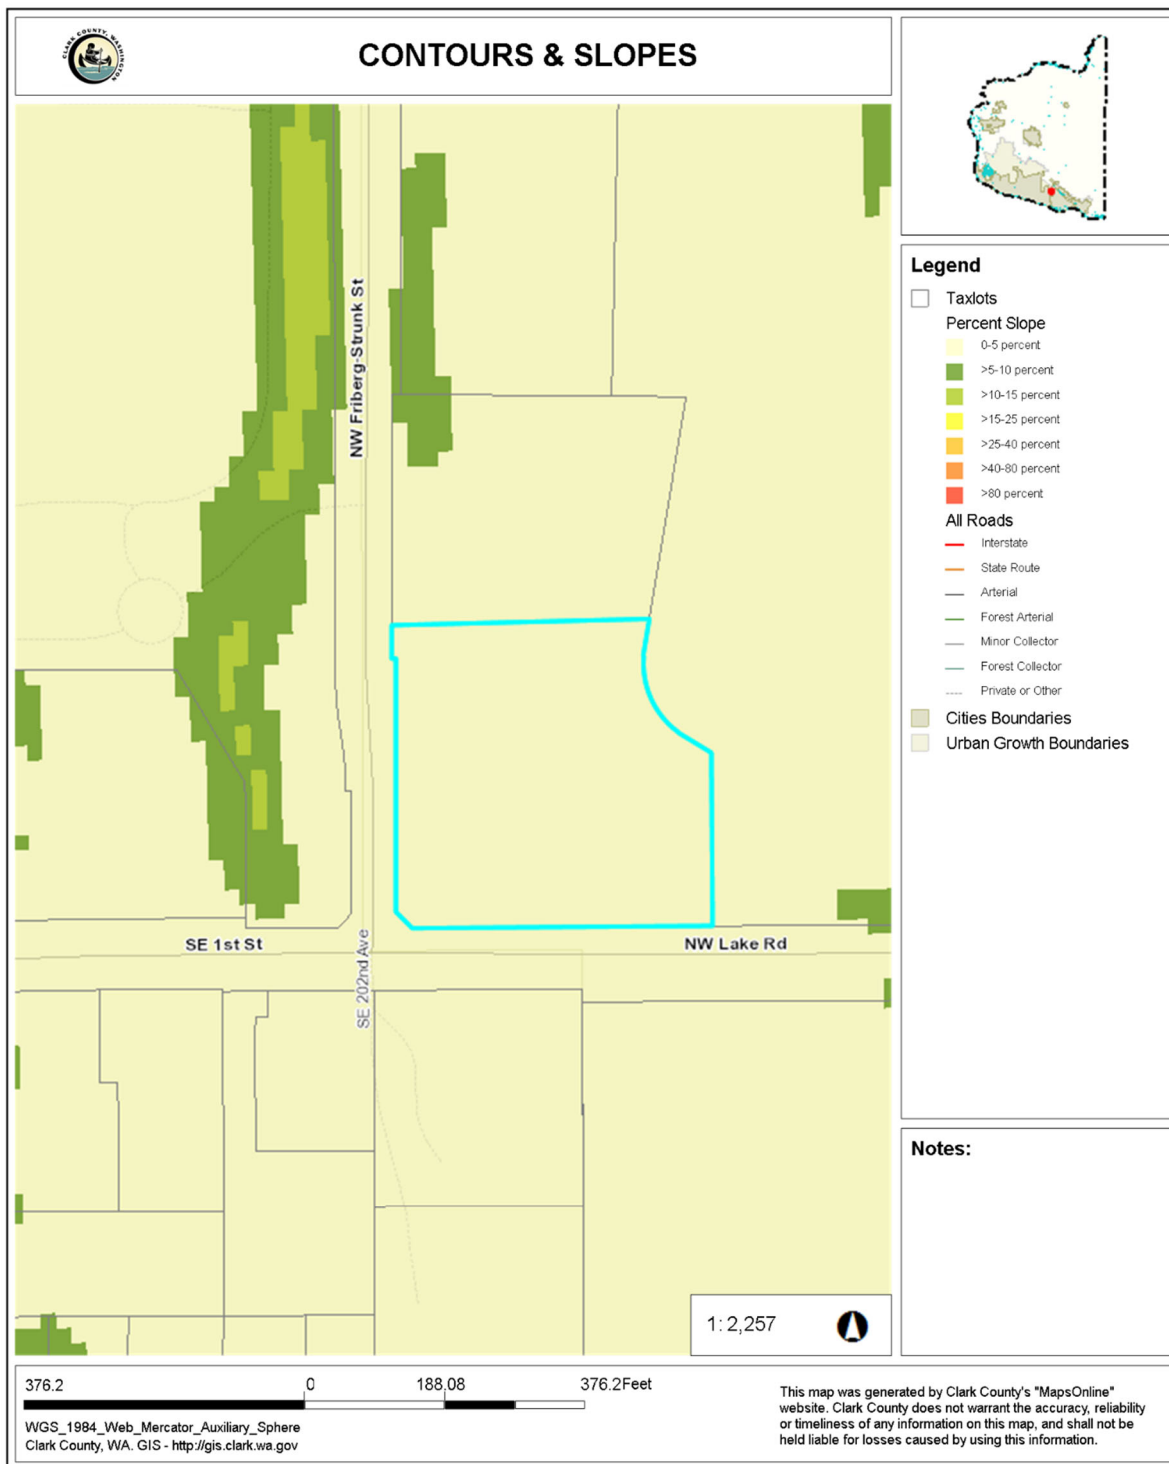 CLARK COUNTY, WASHINGTON
CONTOURS & SLOPES
NW Friberg-Strunk St
SE 1st St
SE 202nd Ave
NW Lake Rd
1: 2,257
Legend
Taxlots
Percent Slope
0-5 percent
>5-10 percent
>10-15 percent
>15-25 percent
>25-40 percent
>40-80 percent
>80 percent
All Roads
Interstate
State Route
Arterial
Forest Arterial
Minor Collector
Forest Collector
Private or Other
Cities Boundaries
Urban Growth Boundaries
Notes:
376.2 0 188.08 376.2Feet
WGS_1984_Web_Mercator_Auxiliary_Sphere
Clark County, WA. GIS - http://gis.clark.wa.gov
This map was generated by Clark County's "MapsOnline"
website. Clark County does not warrant the accuracy, reliability
or timeliness of any information on this map, and shall not be
held liable for losses caused by using this information.